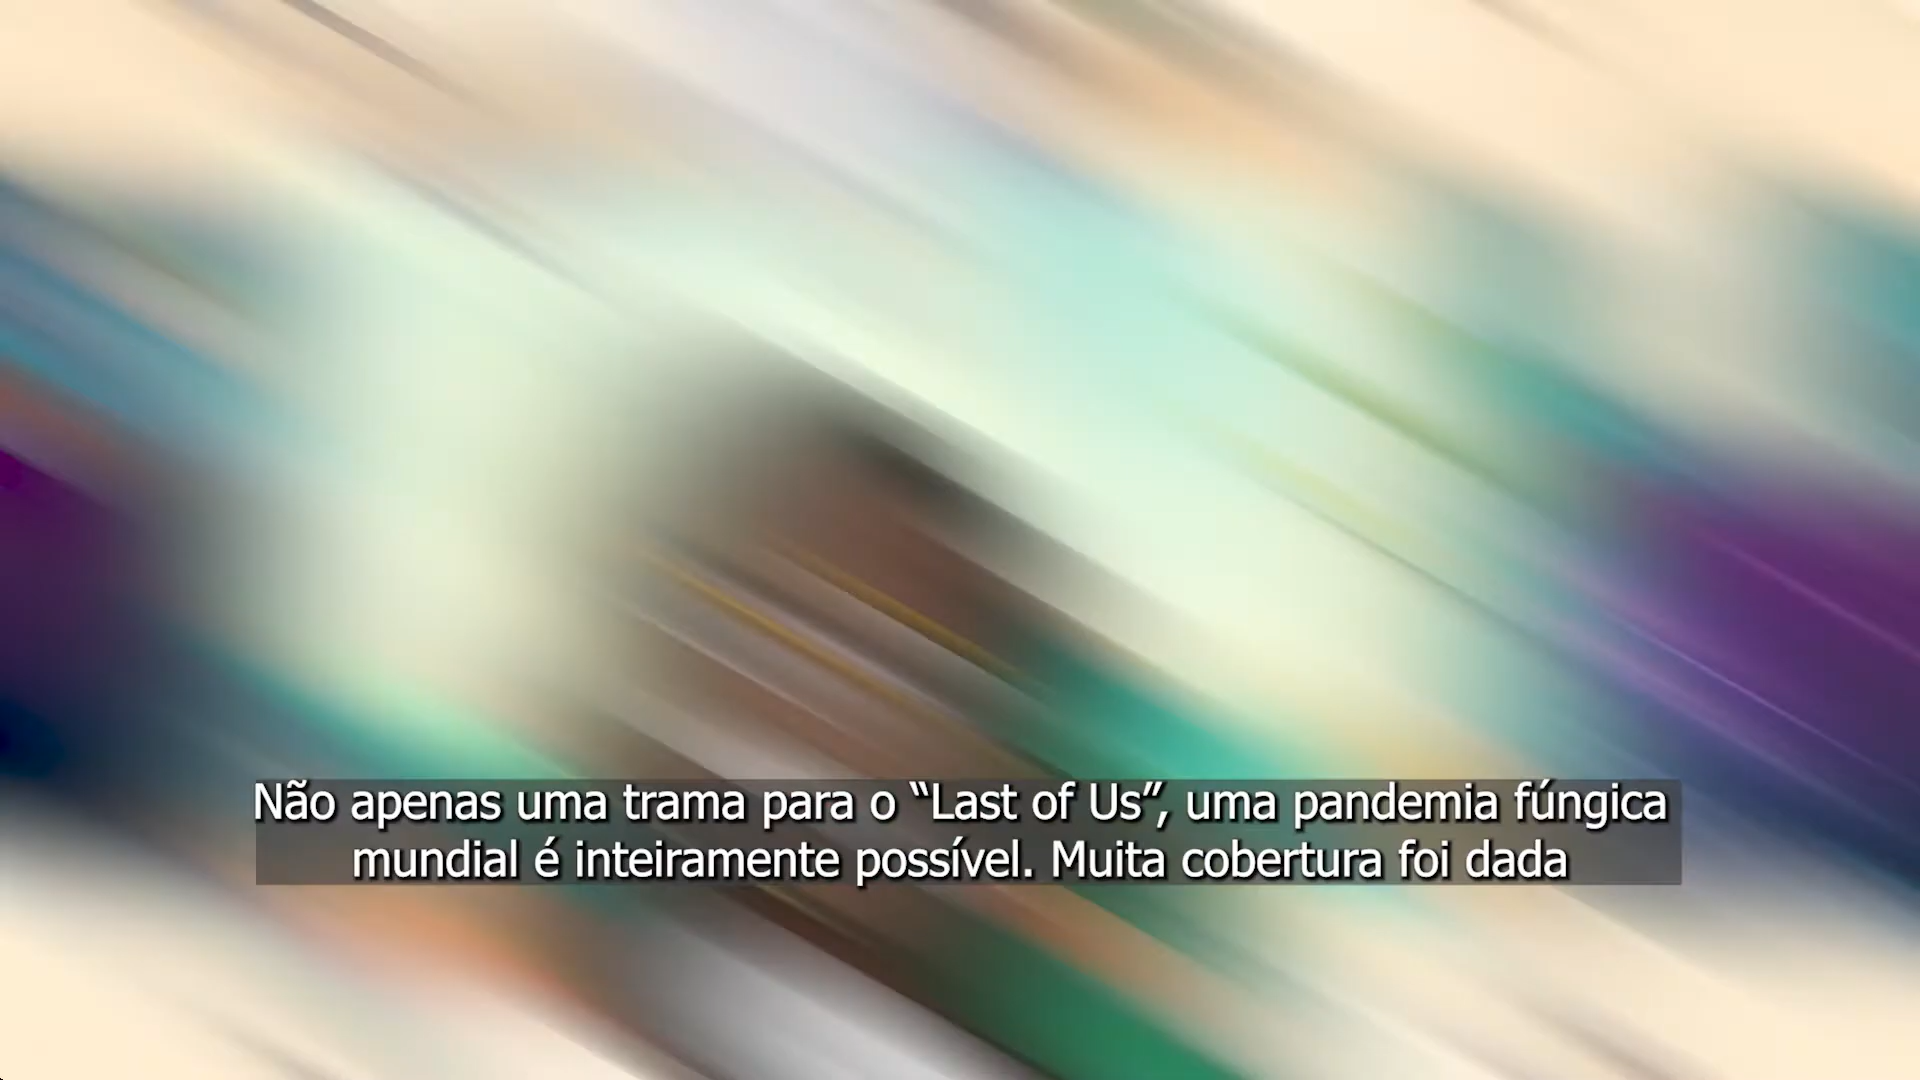 Não apenas uma trama para o “Last of Us”, uma pandemia fúngica
mundial é inteiramente possível. Muita cobertura foi dada